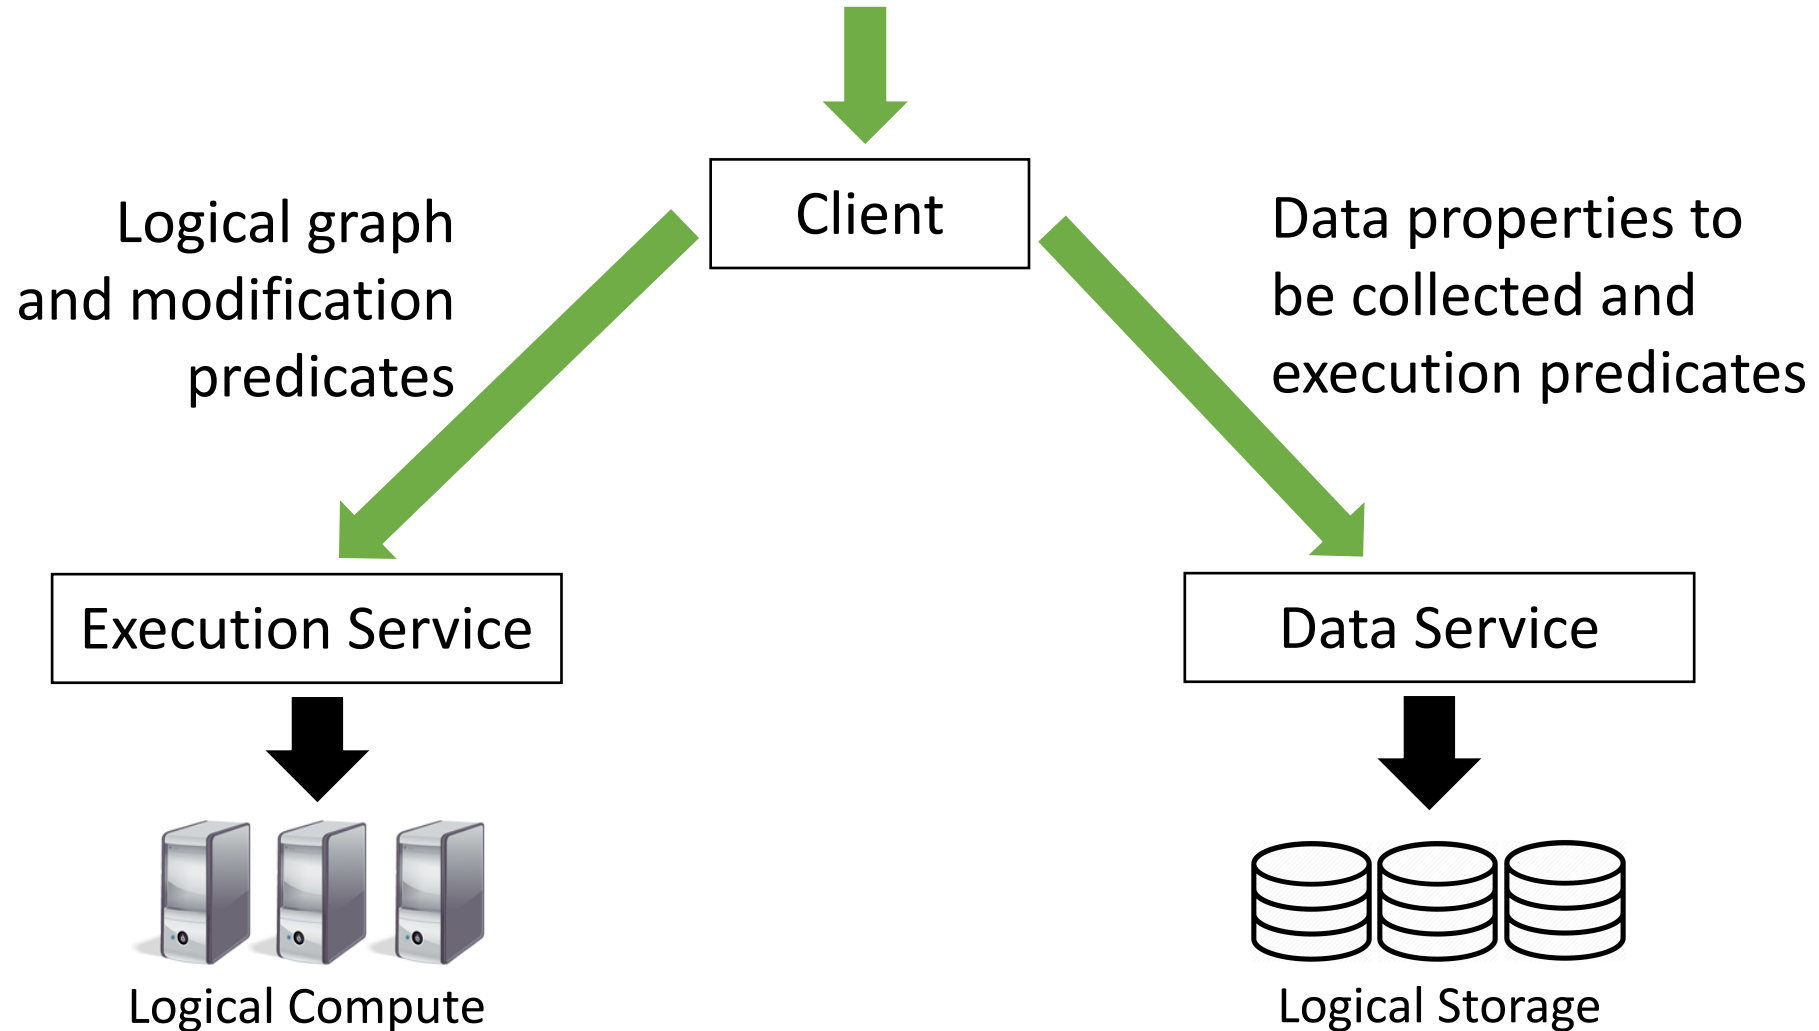 Client
Logical graph
and modification
predicates
Data properties to
be collected and
execution predicates
Execution Service
Data Service
Logical Compute
Logical Storage